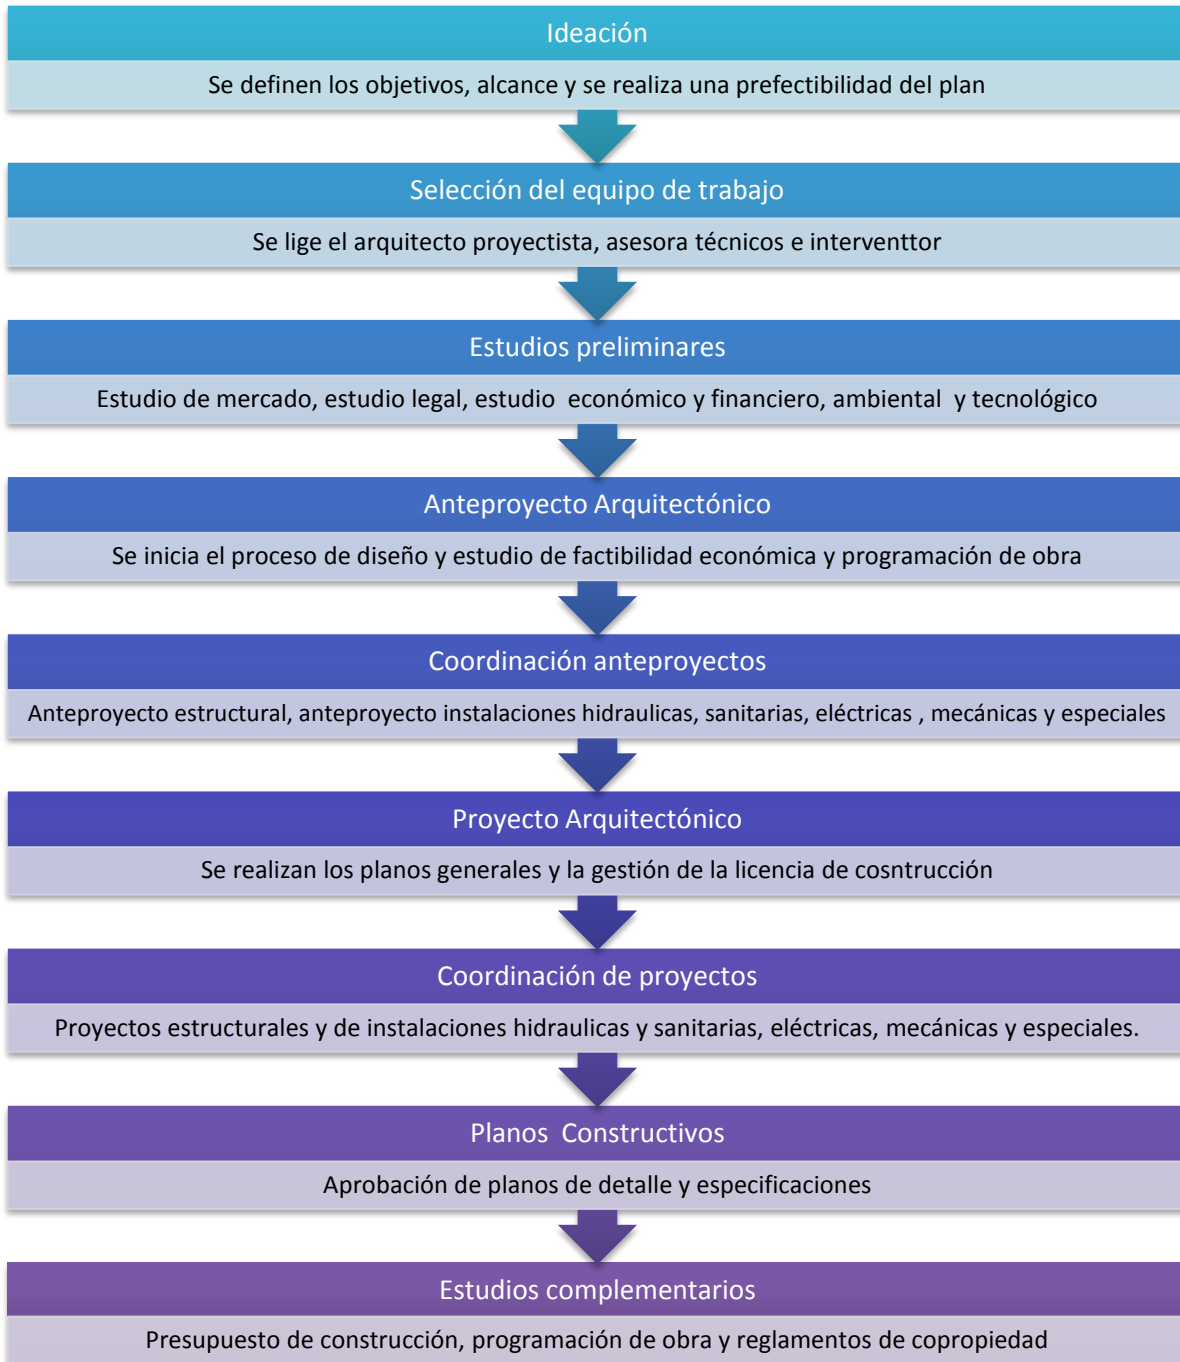 Ideación
Se definen los objetivos, alcance y se realiza una prefectibilidad del plan
Selección del equipo de trabajo
Se lige el arquitecto proyectista, asesora técnicos e interventtor
Estudios preliminares
Estudio de mercado, estudio legal, estudio económico y financiero, ambiental y tecnológico
Anteproyecto Arquitectónico
Se inicia el proceso de diseño y estudio de factibilidad económica y programación de obra
Coordinación anteproyectos
Anteproyecto estructural, anteproyecto instalaciones hidraulicas, sanitarias, eléctricas , mecánicas y especiales
Proyecto Arquitectónico
Se realizan los planos generales y la gestión de la licencia de cosntrucción
Coordinación de proyectos
Proyectos estructurales y de instalaciones hidraulicas y sanitarias, eléctricas, mecánicas y especiales.
Planos Constructivos
Aprobación de planos de detalle y especificaciones
Estudios complementarios
Presupuesto de construcción, programación de obra y reglamentos de copropiedad